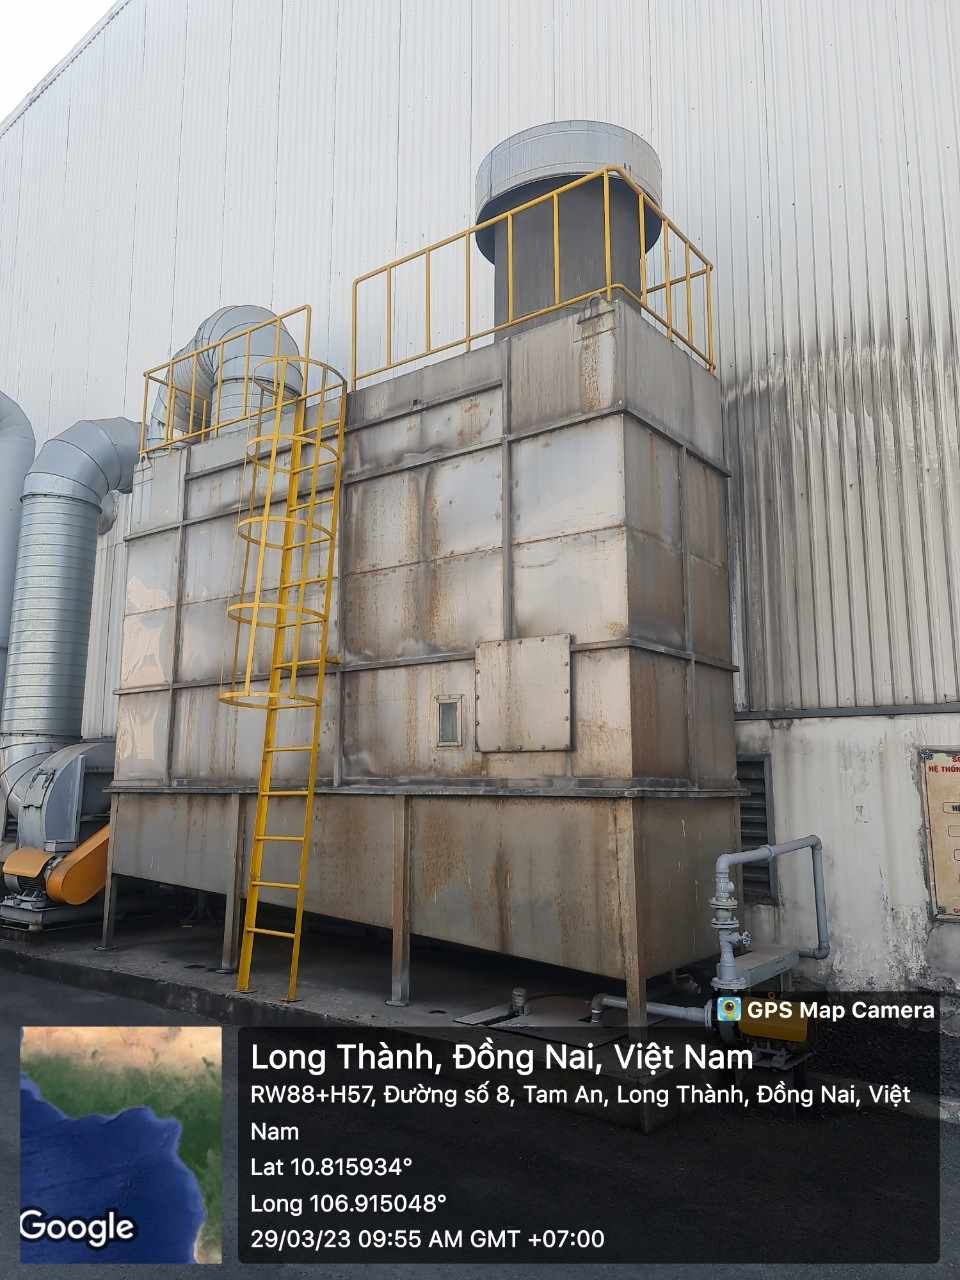 HỆ THỐN
GPS Map Camera
Long Thành, Đồng Nai, Việt Nam
RW88+H57, Đường số 8, Tam An, Long Thành, Đồng Nai, Việt
Nam
Lat 10.815934°
Long 106.915048°
29/03/23 09:55 AM GMT +07:00
Google